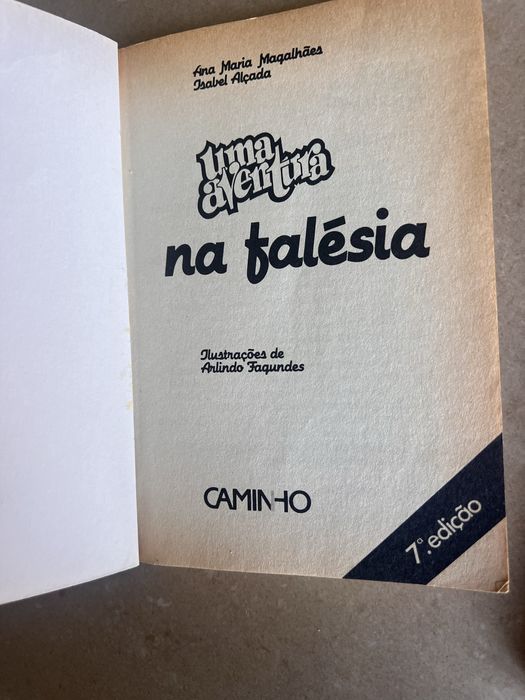 Ana Maria Magalhães
Isabel Alçada
uma
aventura
na falésia
Ilustrações de
Arlindo Fagundes
CAMINHO
7ª. edição